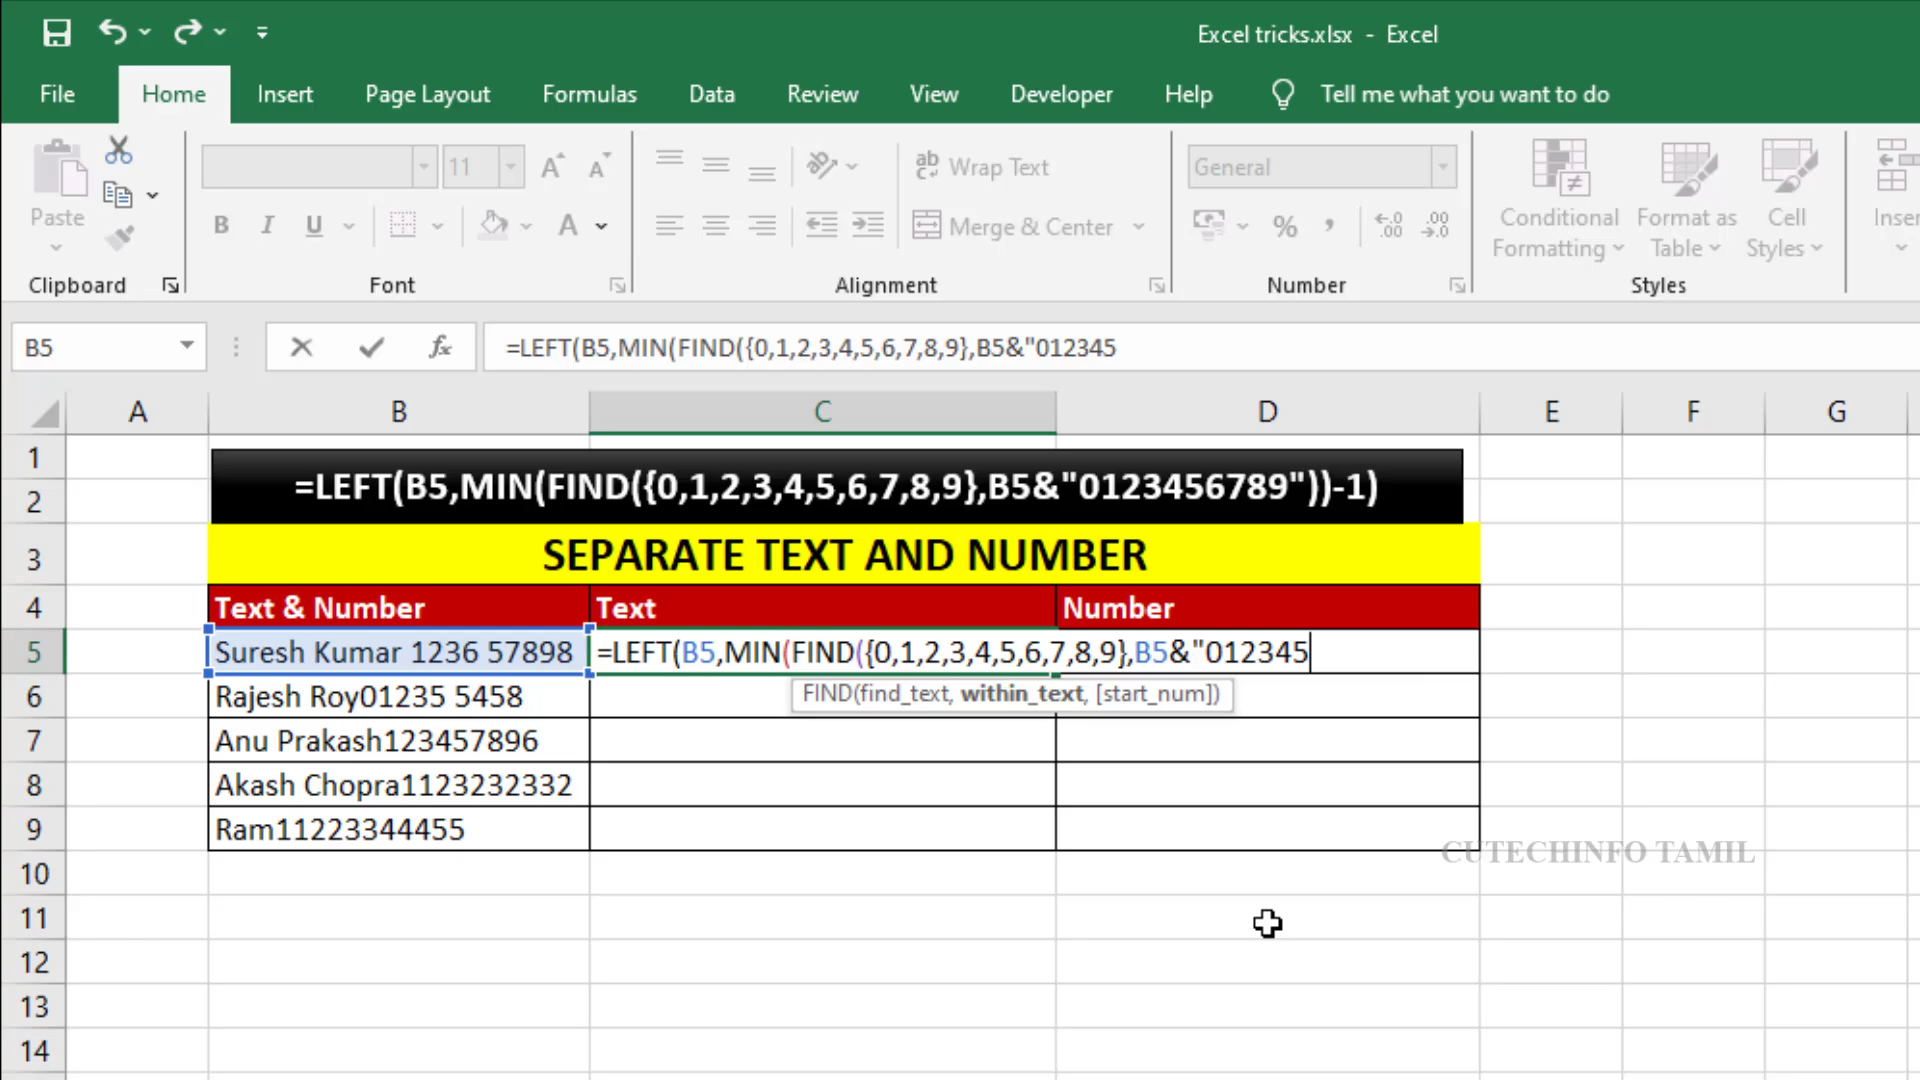 Excel tricks.xlsx - Excel
File Home Insert Page Layout Formulas Data Review View Developer Help Tell me what you want to do
Paste
11
Wrap Text
Merge & Center
General
Conditional Formatting
Format as Table
Cell Styles
Clipboard Font Alignment Number Styles
B5 fx =LEFT(B5,MIN(FIND({0,1,2,3,4,5,6,7,8,9},B5&"012345
A B C D E F G
1
=LEFT(B5,MIN(FIND({0,1,2,3,4,5,6,7,8,9},B5&"0123456789"))-1)
2
3 SEPARATE TEXT AND NUMBER
4 Text & Number Text Number
5 Suresh Kumar 1236 57898 =LEFT(B5,MIN(FIND({0,1,2,3,4,5,6,7,8,9},B5&"012345
FIND(find_text, within_text, [start_num])
6 Rajesh Roy01235 5458
7 Anu Prakash123457896
8 Akash Chopra1123232332
9 Ram11223344455
CUTECHINFO TAMIL
10
11
12
13
14